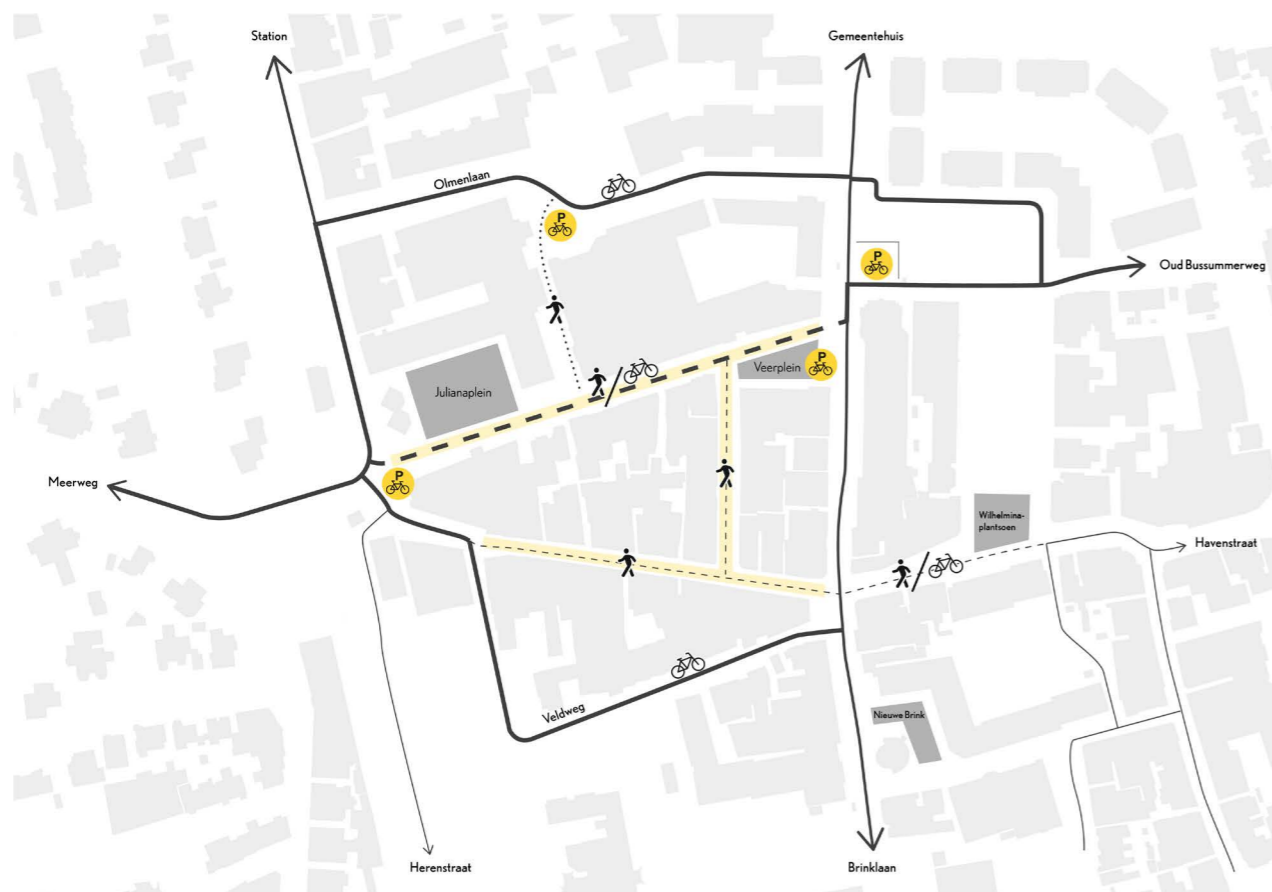 Station
Gemeentehuis
Olmenlaan
P
P
Oud Bussummerweg
Veerplein
P
Julianaplein
Meerweg
P
Wilhelmina-
plantsoen
Havenstraat
Veldweg
Nieuwe Brink
Herenstraat
Brinklaan